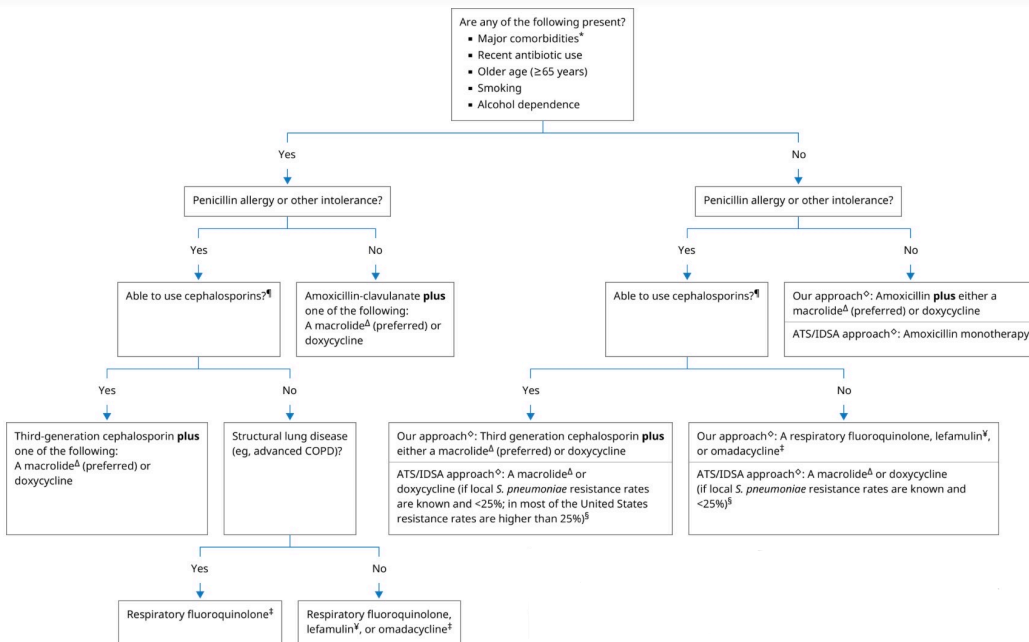 Are any of the following present?
▪ Major comorbidities*
▪ Recent antibiotic use
▪ Older age (≥65 years)
▪ Smoking
▪ Alcohol dependence
Yes
No
Penicillin allergy or other intolerance?
Penicillin allergy or other intolerance?
Yes
No
Yes
No
Able to use cephalosporins?¶
Amoxicillin-clavulanate plus
one of the following:
A macrolideΔ (preferred) or
doxycycline
Able to use cephalosporins?¶
Our approach◇: Amoxicillin plus either a
macrolideΔ (preferred) or doxycycline
ATS/IDSA approach◇: Amoxicillin monotherapy
Yes
No
Yes
No
Third-generation cephalosporin plus
one of the following:
A macrolideΔ (preferred) or
doxycycline
Structural lung disease
(eg, advanced COPD)?
Our approach◇: Third generation cephalosporin plus
either a macrolideΔ (preferred) or doxycycline
ATS/IDSA approach◇: A macrolideΔ or
doxycycline (if local S. pneumoniae resistance rates
are known and <25%; in most of the United States
resistance rates are higher than 25%)§
Our approach◇: A respiratory fluoroquinolone, lefamulin¥,
or omadacycline‡
ATS/IDSA approach◇: A macrolideΔ or doxycycline
(if local S. pneumoniae resistance rates are known and
<25%)§
Yes
No
Respiratory fluoroquinolone‡
Respiratory fluoroquinolone,
lefamulin¥, or omadacycline‡